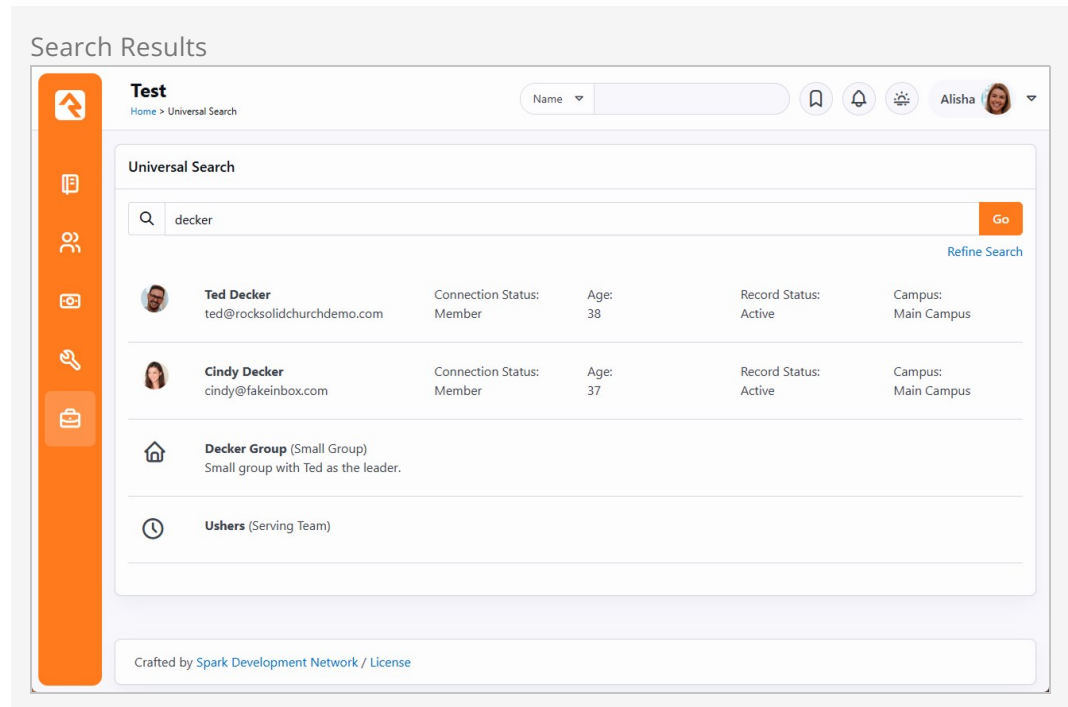 Search Results
Test
Home > Universal Search
Name
Alisha
Universal Search
decker
Go
Refine Search
Ted Decker
ted@rocksolidchurchdemo.com
Connection Status:
Member
Age:
38
Record Status:
Active
Campus:
Main Campus
Cindy Decker
cindy@fakeinbox.com
Connection Status:
Member
Age:
37
Record Status:
Active
Campus:
Main Campus
Decker Group (Small Group)
Small group with Ted as the leader.
Ushers (Serving Team)
Crafted by Spark Development Network / License